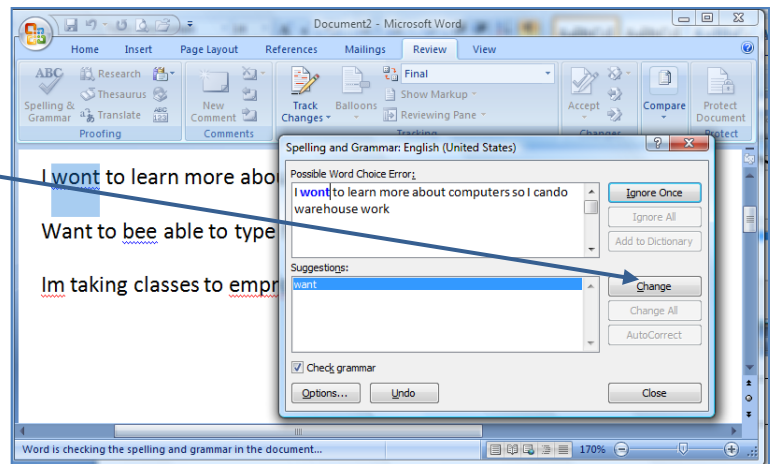 Document2 - Microsoft Word
Home Insert Page Layout References Mailings Review View
ABC Research
Spelling & Grammar Thesaurus
Translate
New Comment
Track Changes
Balloons
Final
Show Markup
Reviewing Pane
Accept
Compare
Protect Document
Proofing Comments Tracking Changes Protect
I wont to learn more abou
Want to bee able to type
Im taking classes to empr
Spelling and Grammar: English (United States)
Possible Word Choice Error:
I wont to learn more about computers so I cando
warehouse work
Ignore Once
Ignore All
Add to Dictionary
Suggestions:
want
Change
Change All
AutoCorrect
Check grammar
Options... Undo Close
Word is checking the spelling and grammar in the document... 170%